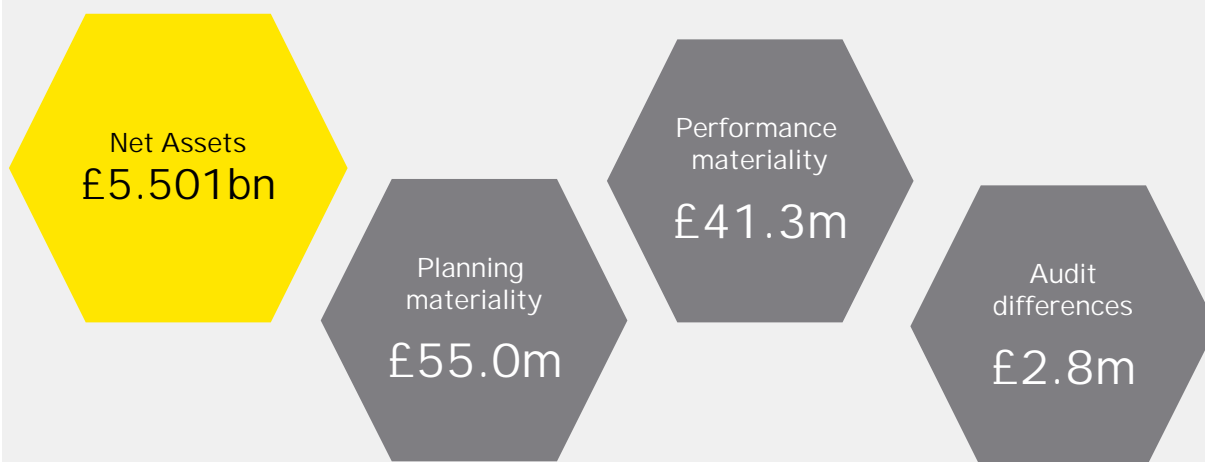 Net Assets
£5.501bn
Planning
materiality
£55.0m
Performance
materiality
£41.3m
Audit
differences
£2.8m